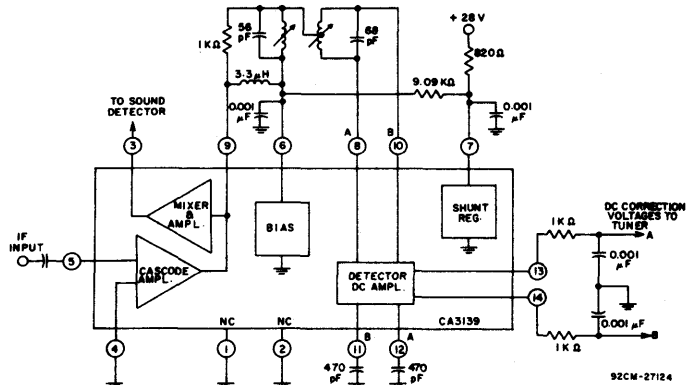 + 28 V
56
pF
68
pF
1KΩ
820Ω
3.3μH
9.09 KΩ
0.001
μF
0.001
μF
TO SOUND
DETECTOR
A
B
3
9
6
8
10
7
MIXER
&
AMPL.
BIAS
SHUNT
REG.
IF
INPUT
5
CASCODE
AMPL.
DETECTOR
DC AMPL.
1KΩ
DC CORRECTION
VOLTAGES TO
TUNER
A
13
0.001
μF
14
0.001
μF
NC
NC
B
A
CA3139
1KΩ
B
4
1
2
11
12
470
pF
470
pF
92CM-27124